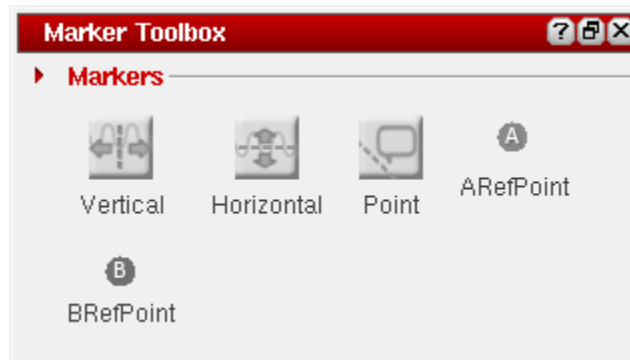 Marker Toolbox
Markers
Vertical Horizontal Point A ARefPoint
B
BRefPoint